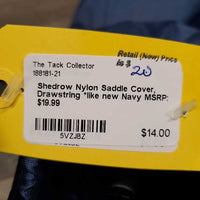 Retail (New) Price
is $ 20
The Tack Collector
188181-21
Shedrow Nylon Saddle Cover,
Drawstring *like new Navy MSRP:
$19.99
5VZJBZ
$14.00